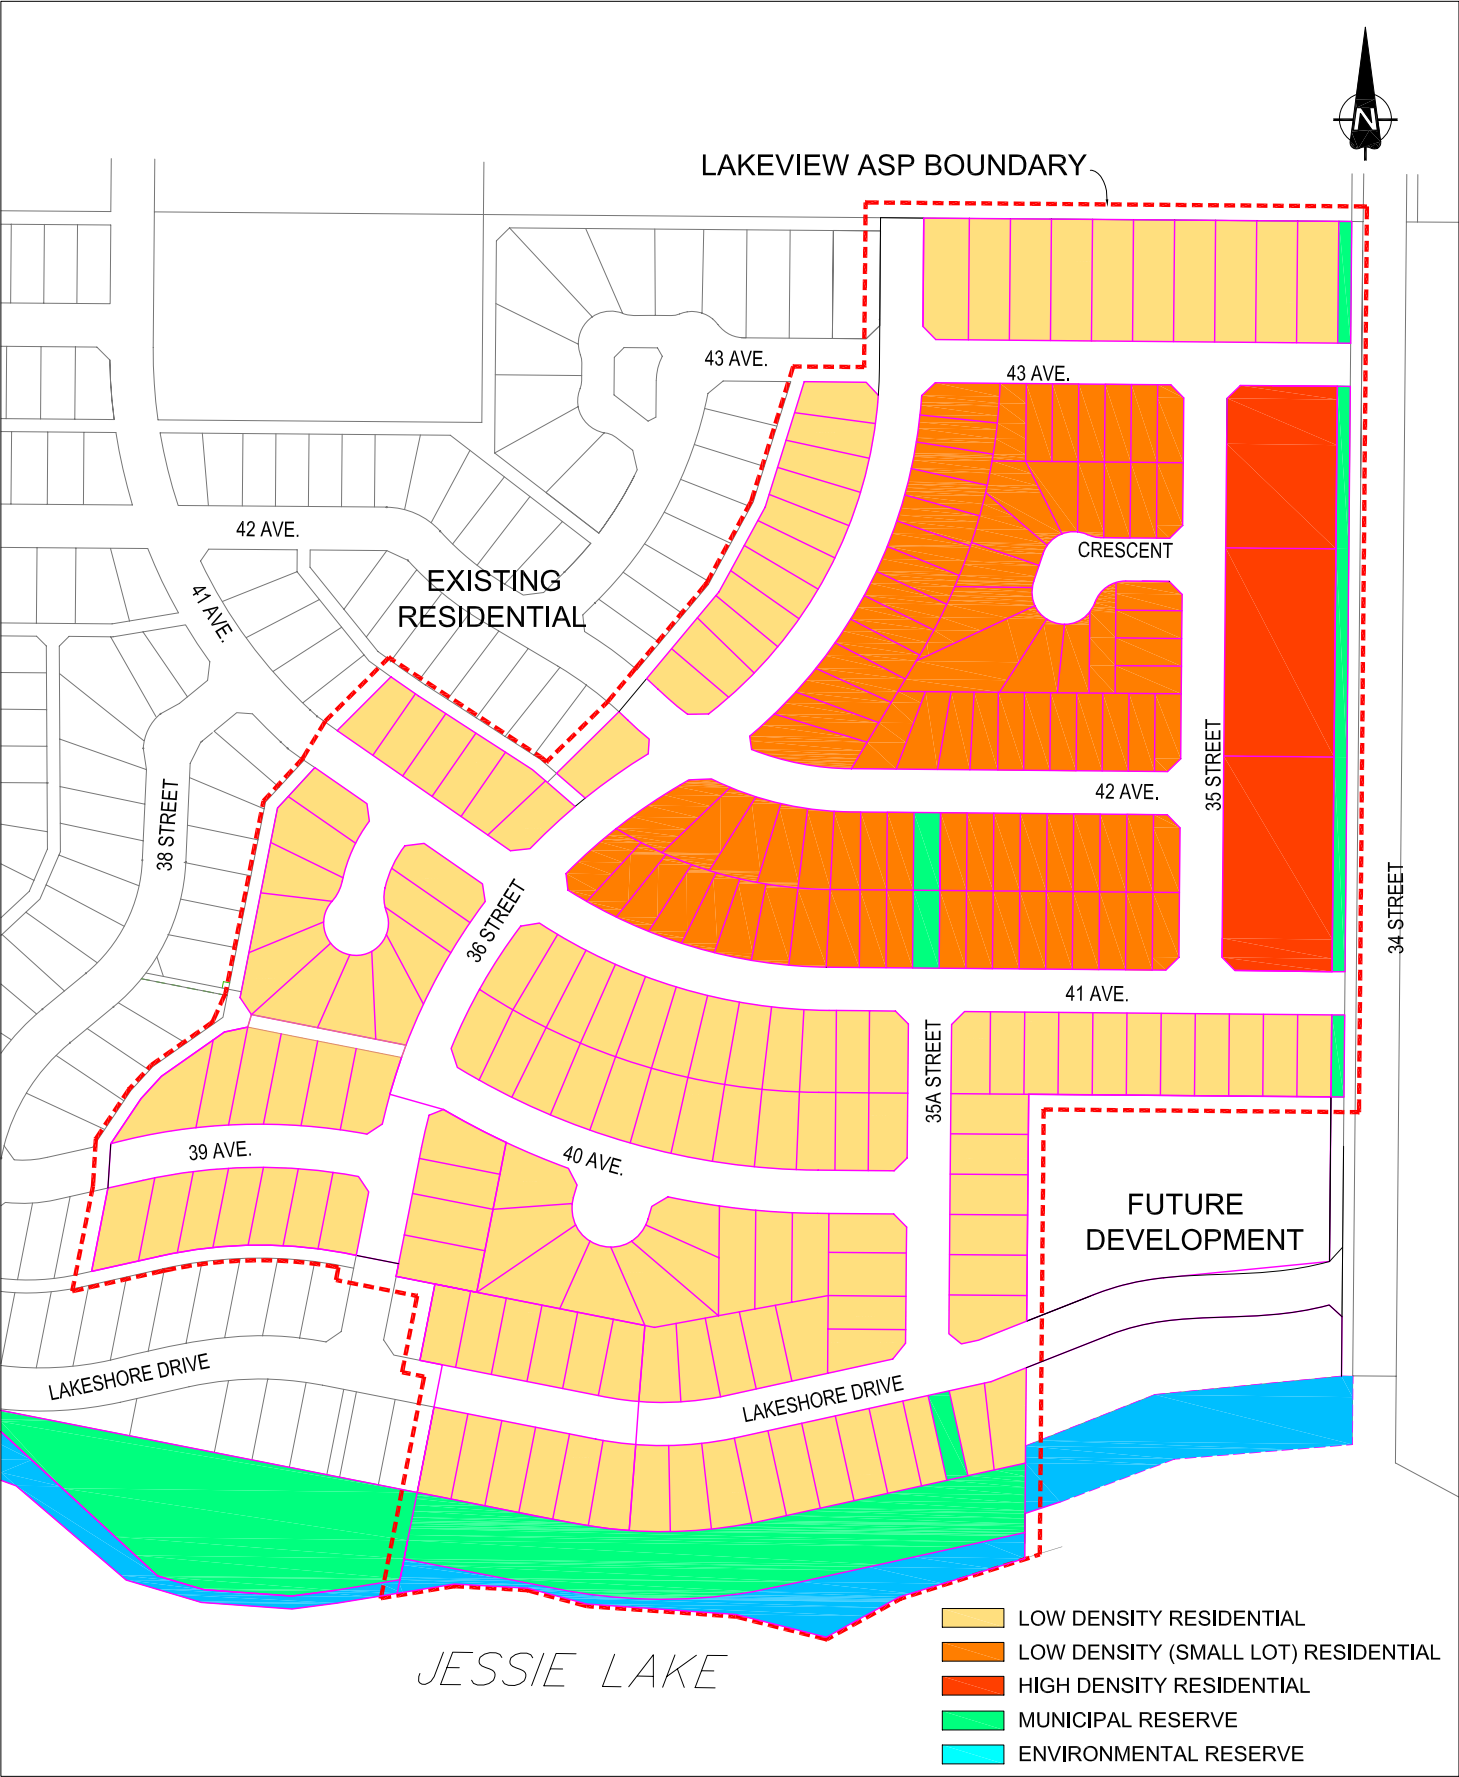 N
LAKEVIEW ASP BOUNDARY
43 AVE.
43 AVE.
42 AVE.
CRESCENT
EXISTING
RESIDENTIAL
41 AVE.
35 STREET
42 AVE.
38 STREET
34 STREET
36 STREET
41 AVE.
35A STREET
39 AVE.
40 AVE.
FUTURE
DEVELOPMENT
LAKESHORE DRIVE
LAKESHORE DRIVE
JESSIE LAKE
LOW DENSITY RESIDENTIAL
LOW DENSITY (SMALL LOT) RESIDENTIAL
HIGH DENSITY RESIDENTIAL
MUNICIPAL RESERVE
ENVIRONMENTAL RESERVE